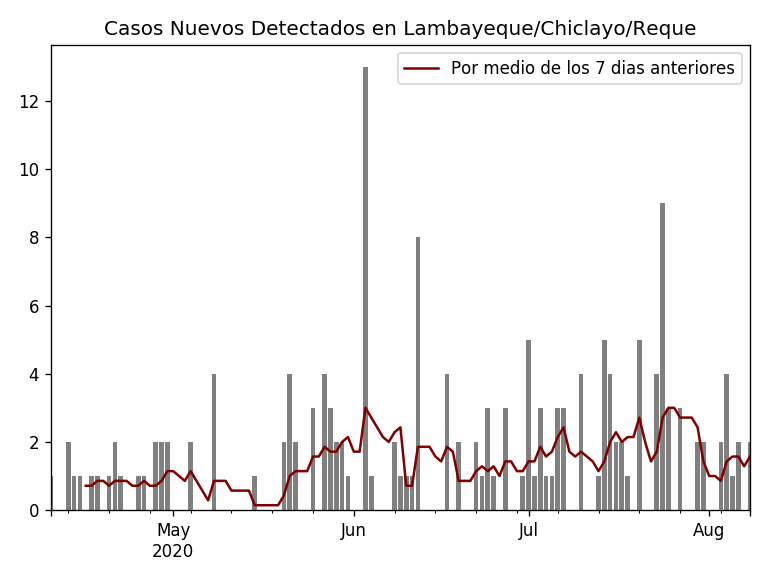 Casos Nuevos Detectados en Lambayeque/Chiclayo/Reque
Por medio de los 7 dias anteriores
12
10
8
6
4
2
0
May
2020
Jun
Jul
Aug